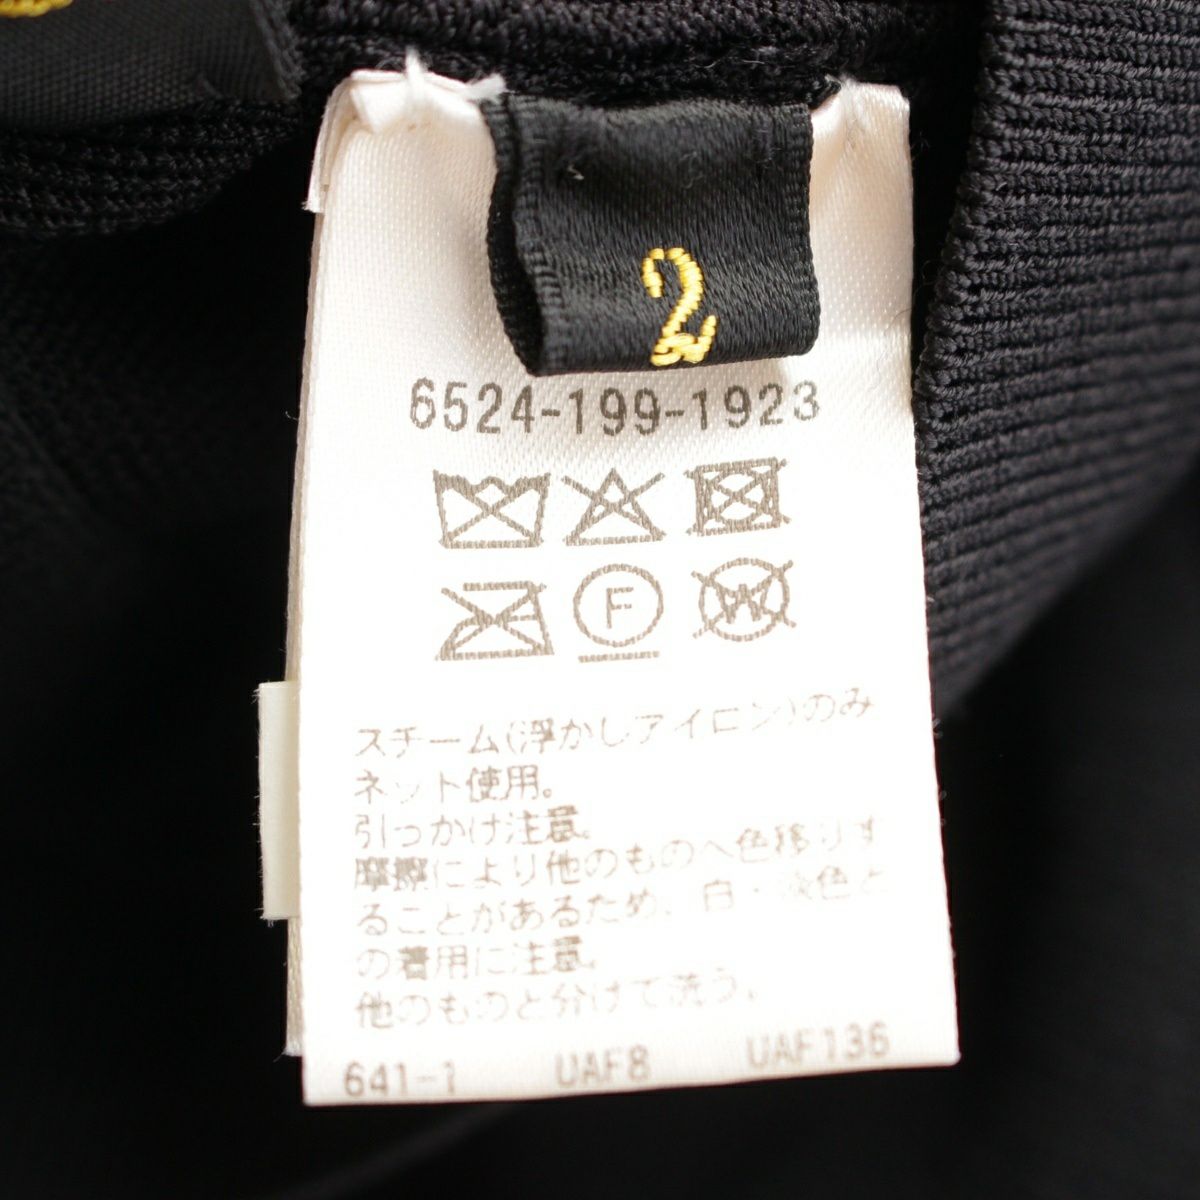 2
6524-199-1923
F
W
スチーム(浮かしアイロン)のみ
ネット使用。
引っかけ注意。
摩擦により他のものへ色移りす
ることがあるため、白・淡色と
の着用に注意。
他のものと分けて洗う。
641-1 UAF8 UAF136